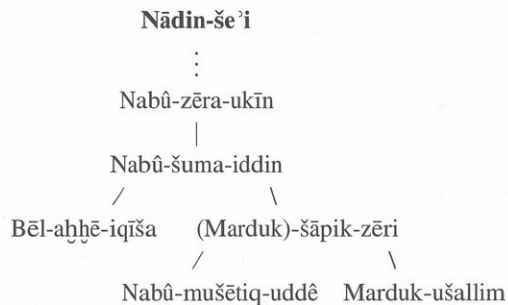 Nādin-šeʾi
Nabû-zēra-ukīn
Nabû-šuma-iddin
Bēl-aḫḫē-iqīša (Marduk)-šāpik-zēri
Nabû-mušētiq-uddê Marduk-ušallim